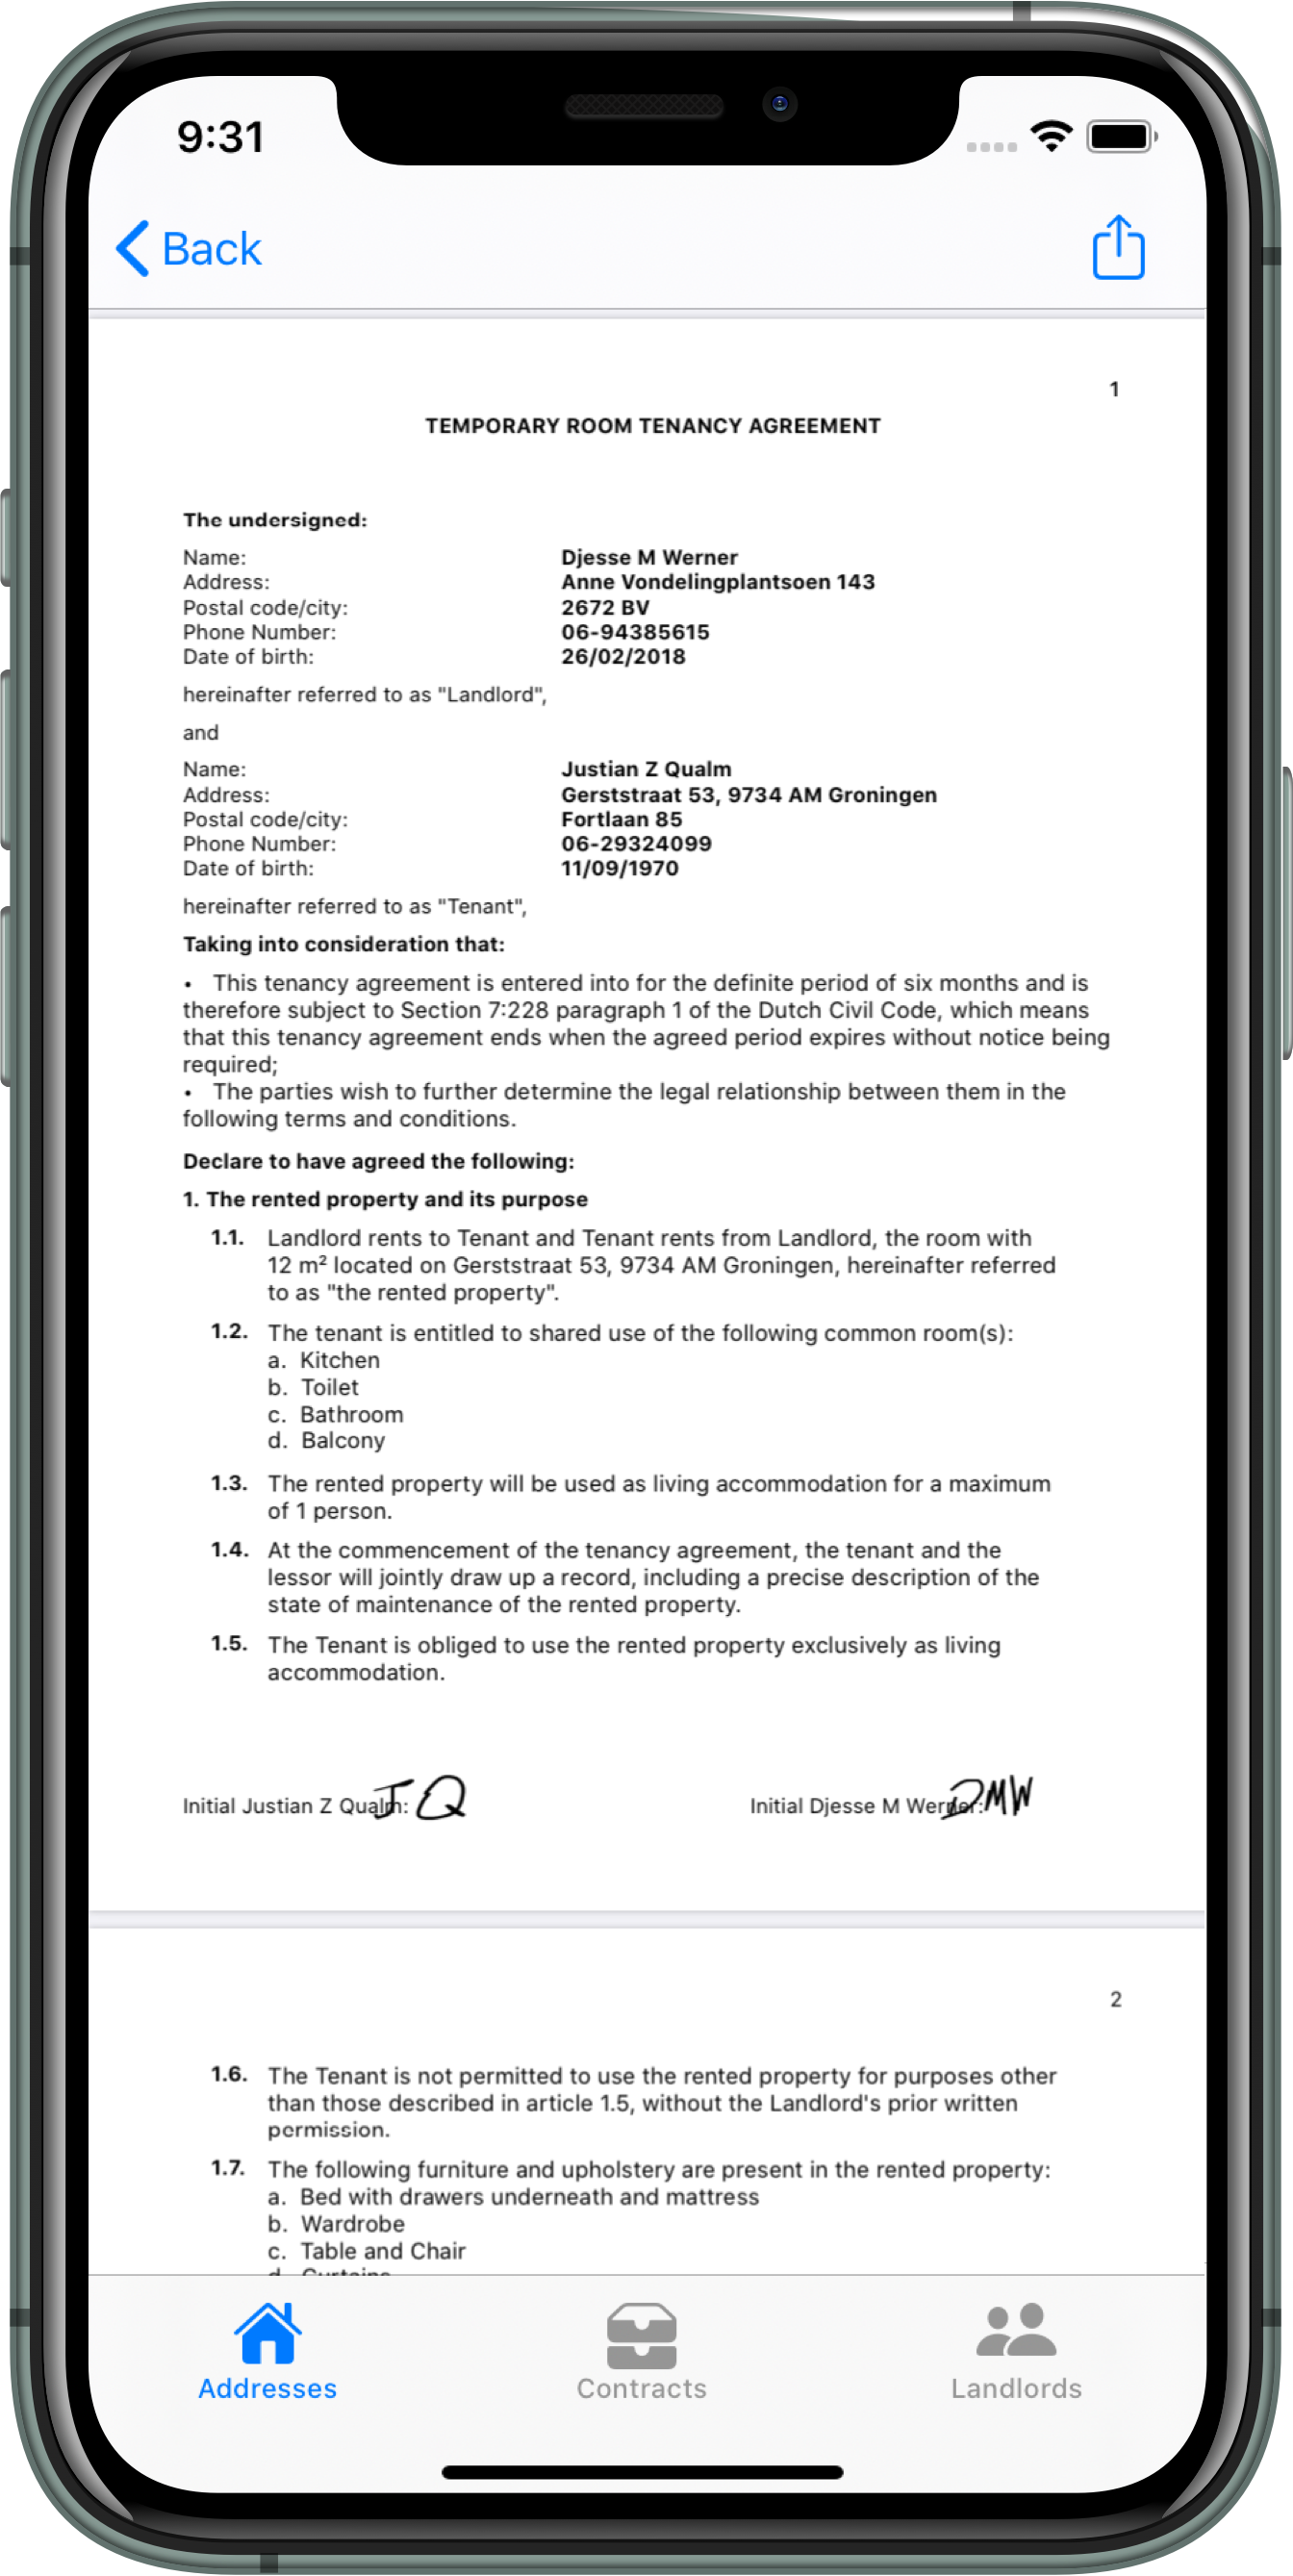 9:31
Back
1
TEMPORARY ROOM TENANCY AGREEMENT
The undersigned:
Name: Djesse M Werner
Address: Anne Vondelingplantsoen 143
Postal code/city: 2672 BV
Phone Number: 06-94385615
Date of birth: 26/02/2018
hereinafter referred to as "Landlord",
and
Name: Justian Z Qualm
Address: Gerststraat 53, 9734 AM Groningen
Postal code/city: Fortlaan 85
Phone Number: 06-29324099
Date of birth: 11/09/1970
hereinafter referred to as "Tenant",
Taking into consideration that:
• This tenancy agreement is entered into for the definite period of six months and is
therefore subject to Section 7:228 paragraph 1 of the Dutch Civil Code, which means
that this tenancy agreement ends when the agreed period expires without notice being
required;
• The parties wish to further determine the legal relationship between them in the
following terms and conditions.
Declare to have agreed the following:
1. The rented property and its purpose
1.1. Landlord rents to Tenant and Tenant rents from Landlord, the room with
12 m² located on Gerststraat 53, 9734 AM Groningen, hereinafter referred
to as "the rented property".
1.2. The tenant is entitled to shared use of the following common room(s):
a. Kitchen
b. Toilet
c. Bathroom
d. Balcony
1.3. The rented property will be used as living accommodation for a maximum
of 1 person.
1.4. At the commencement of the tenancy agreement, the tenant and the
lessor will jointly draw up a record, including a precise description of the
state of maintenance of the rented property.
1.5. The Tenant is obliged to use the rented property exclusively as living
accommodation.
Initial Justian Z Qualm: JQ Initial Djesse M Werner: DMW
2
1.6. The Tenant is not permitted to use the rented property for purposes other
than those described in article 1.5, without the Landlord's prior written
permission.
1.7. The following furniture and upholstery are present in the rented property:
a. Bed with drawers underneath and mattress
b. Wardrobe
c. Table and Chair
d. Curtains
Addresses Contracts Landlords